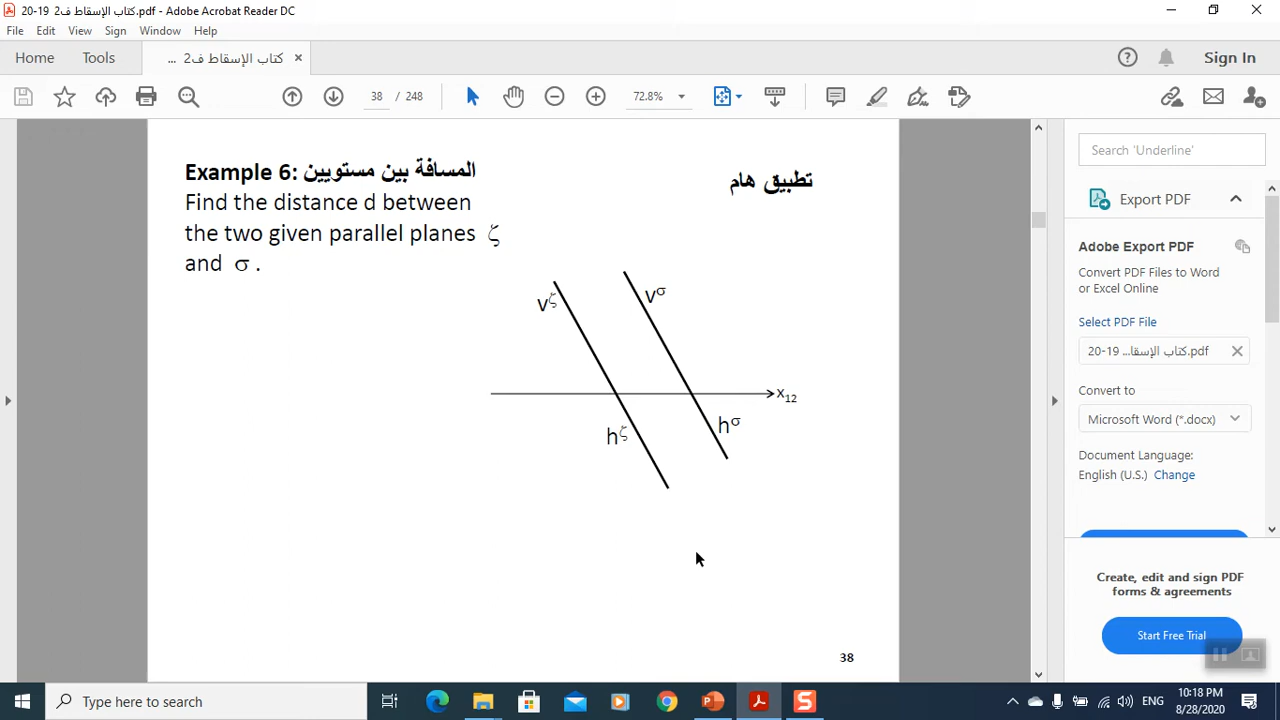 20-19 كتاب الإسقاط ف2.pdf - Adobe Acrobat Reader DC
File Edit View Sign Window Help
Home Tools كتاب الإسقاط ف2 ... × Sign In
38 / 248 72.8%
Example 6: المسافة بين مستويين
تطبيق هام
Find the distance d between
the two given parallel planes ζ
and σ .
vζ
vσ
x12
hσ
hζ
38
Search 'Underline'
Export PDF
Adobe Export PDF
Convert PDF Files to Word
or Excel Online
Select PDF File
20-19 كتاب الإسقا....pdf
Convert to
Microsoft Word (*.docx)
Document Language:
English (U.S.) Change
Create, edit and sign PDF
forms & agreements
Start Free Trial
Type here to search
ENG
10:18 PM
8/28/2020